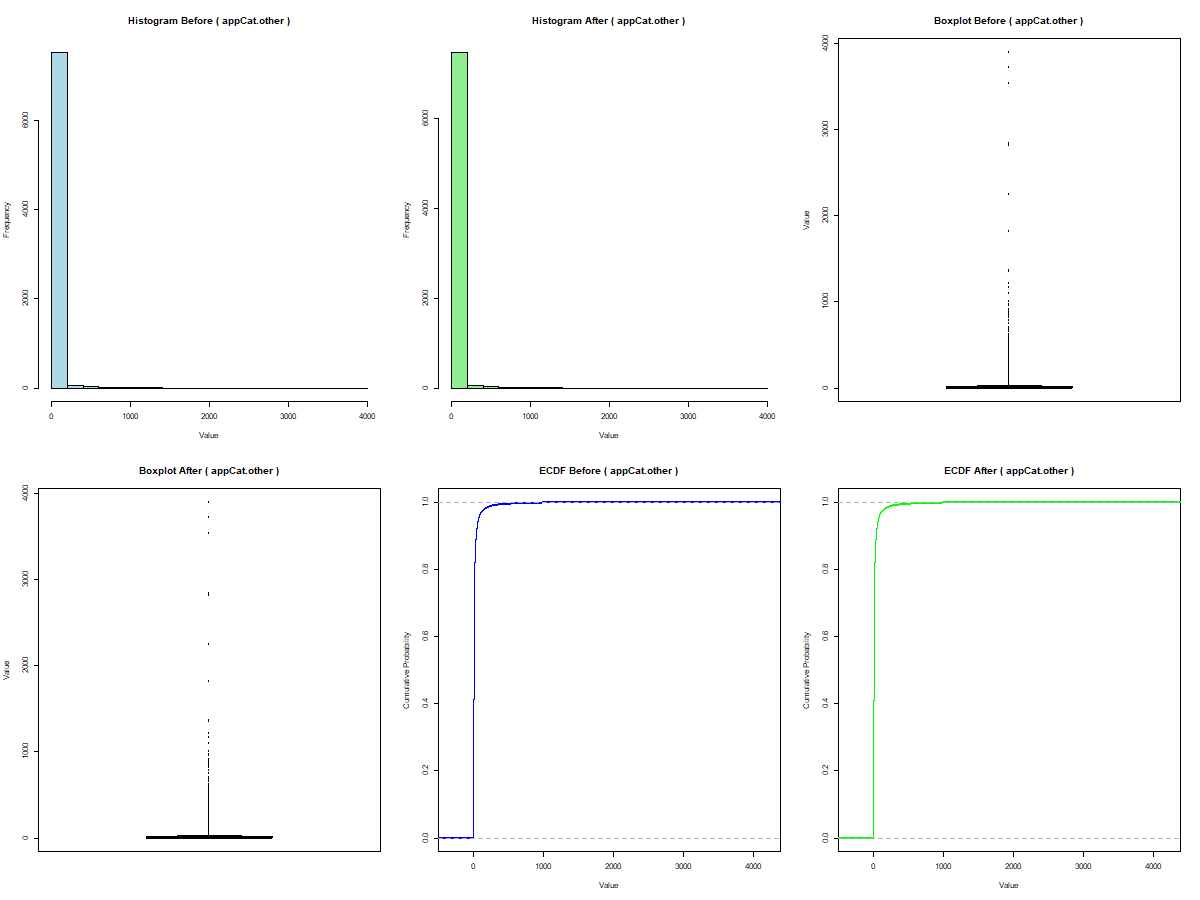 Histogram Before ( appCat.other )
Frequency
0
2000
4000
6000
0 1000 2000 3000 4000
Value
Histogram After ( appCat.other )
Frequency
0
2000
4000
6000
0 1000 2000 3000 4000
Value
Boxplot Before ( appCat.other )
Value
0
1000
2000
3000
4000
Boxplot After ( appCat.other )
Value
0
1000
2000
3000
4000
ECDF Before ( appCat.other )
Cumulative Probability
0.0
0.2
0.4
0.6
0.8
1.0
0 1000 2000 3000 4000
Value
ECDF After ( appCat.other )
Cumulative Probability
0.0
0.2
0.4
0.6
0.8
1.0
0 1000 2000 3000 4000
Value